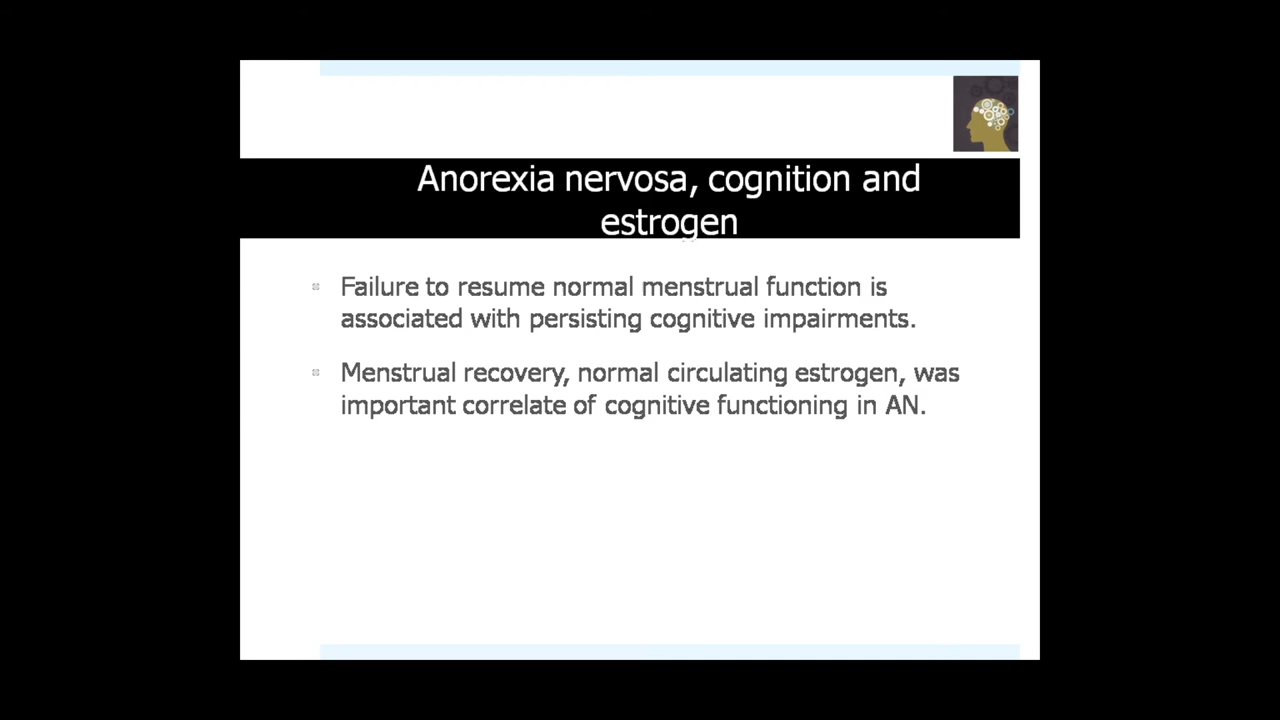 Anorexia nervosa, cognition and
estrogen
Failure to resume normal menstrual function is
associated with persisting cognitive impairments.
Menstrual recovery, normal circulating estrogen, was
important correlate of cognitive functioning in AN.